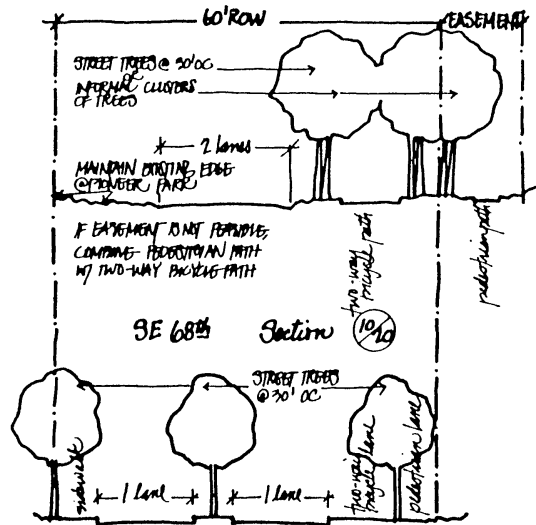 60' ROW
EASEMENT
STREET TREES @ 30' OC
OR
INFORMAL CLUSTERS
OF TREES
2 lanes
MAINTAIN EXISTING EDGE
@ PIONEER PARK
IF EASEMENT IS NOT FEASIBLE,
COMBINE PEDESTRIAN PATH
W/ TWO-WAY BICYCLE PATH
two-way
bicycle path
pedestrian path
SE 68th Section 10/20
STREET TREES
@ 30' OC
sidewalk
1 lane
1 lane
two-way
bicycle lane
pedestrian lane